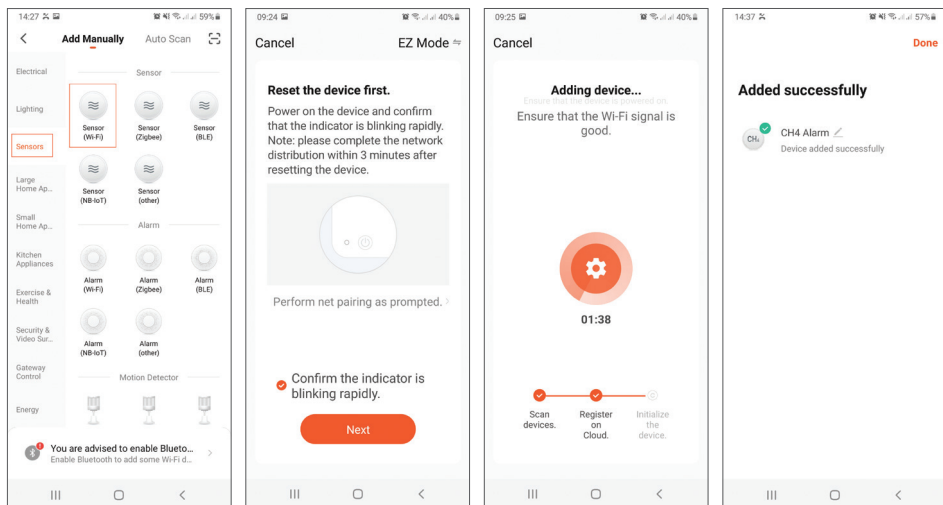 14:27
59%
Add Manually
Auto Scan
Electrical
Lighting
Sensors
Large
Home Ap...
Small
Home Ap...
Kitchen
Appliances
Exercise &
Health
Security &
Video Sur...
Gateway
Control
Energy
Sensor
Sensor
(Wi-Fi)
Sensor
(Zigbee)
Sensor
(BLE)
Sensor
(NB-IoT)
Sensor
(other)
Alarm
Alarm
(Wi-Fi)
Alarm
(Zigbee)
Alarm
(BLE)
Alarm
(NB-IoT)
Alarm
(other)
Motion Detector
You are advised to enable Blueto...
Enable Bluetooth to add some Wi-Fi d...
09:24
40%
Cancel
EZ Mode
Reset the device first.
Power on the device and confirm
that the indicator is blinking rapidly.
Note: please complete the network
distribution within 3 minutes after
resetting the device.
Perform net pairing as prompted.
Confirm the indicator is
blinking rapidly.
Next
09:25
40%
Cancel
Adding device...
Ensure that the device is powered on.
Ensure that the Wi-Fi signal is
good.
01:38
Scan
devices.
Register
on
Cloud.
Initialize
the
device.
14:37
57%
Done
Added successfully
CH4
CH4 Alarm
Device added successfully